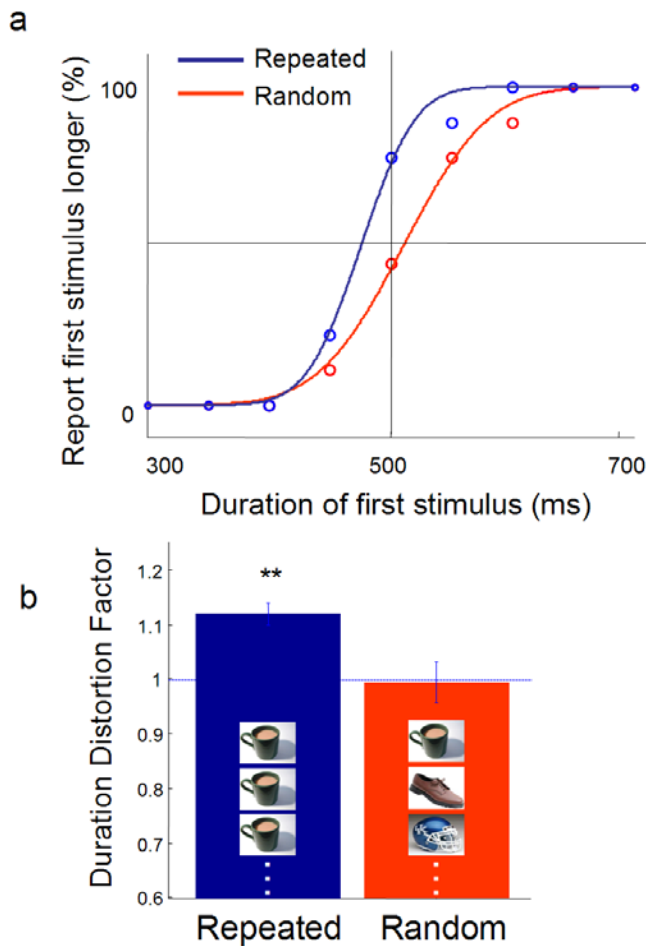 a
Repeated
Random
Report first stimulus longer (%)
100
0
300
500
700
Duration of first stimulus (ms)
b
Duration Distortion Factor
1.2
1.1
1
0.9
0.8
0.7
0.6
**
Repeated
Random